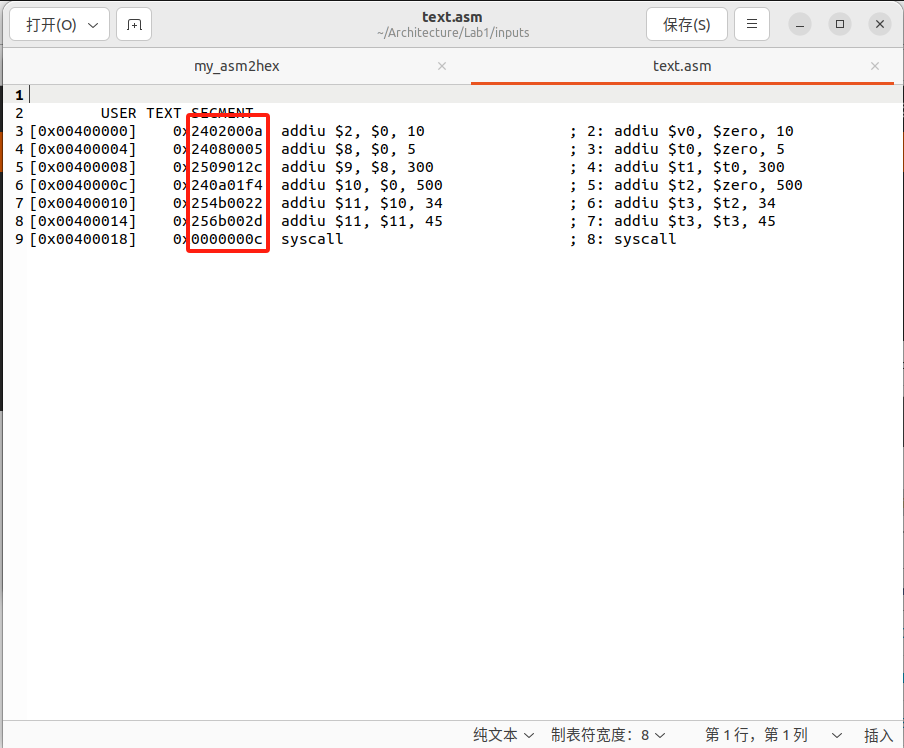 打开(O) text.asm 保存(S)
~/Architecture/Lab1/inputs
my_asm2hex × text.asm ×
1
2 USER TEXT SEGMENT
3 [0x00400000] 0x2402000a addiu $2, $0, 10 ; 2: addiu $v0, $zero, 10
4 [0x00400004] 0x24080005 addiu $8, $0, 5 ; 3: addiu $t0, $zero, 5
5 [0x00400008] 0x2509012c addiu $9, $8, 300 ; 4: addiu $t1, $t0, 300
6 [0x0040000c] 0x240a01f4 addiu $10, $0, 500 ; 5: addiu $t2, $zero, 500
7 [0x00400010] 0x254b0022 addiu $11, $10, 34 ; 6: addiu $t3, $t2, 34
8 [0x00400014] 0x256b002d addiu $11, $11, 45 ; 7: addiu $t3, $t3, 45
9 [0x00400018] 0x0000000c syscall ; 8: syscall
纯文本 制表符宽度：8 第 1 行，第 1 列 插入